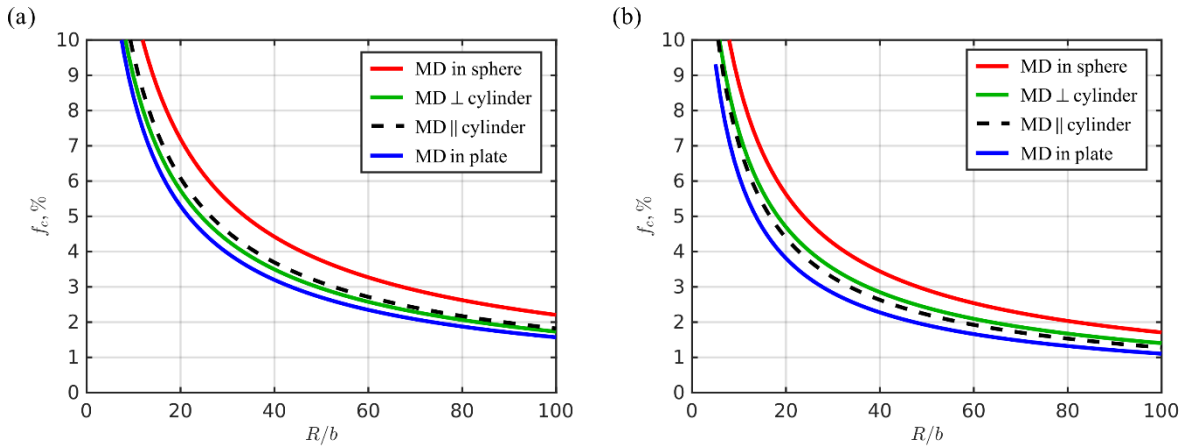 (a)
10
9
8
7
6
5
4
3
2
1
0
f_c, %
MD in sphere
MD ⊥ cylinder
MD || cylinder
MD in plate
0 20 40 60 80 100
R/b
(b)
10
9
8
7
6
5
4
3
2
1
0
f_c, %
MD in sphere
MD ⊥ cylinder
MD || cylinder
MD in plate
0 20 40 60 80 100
R/b